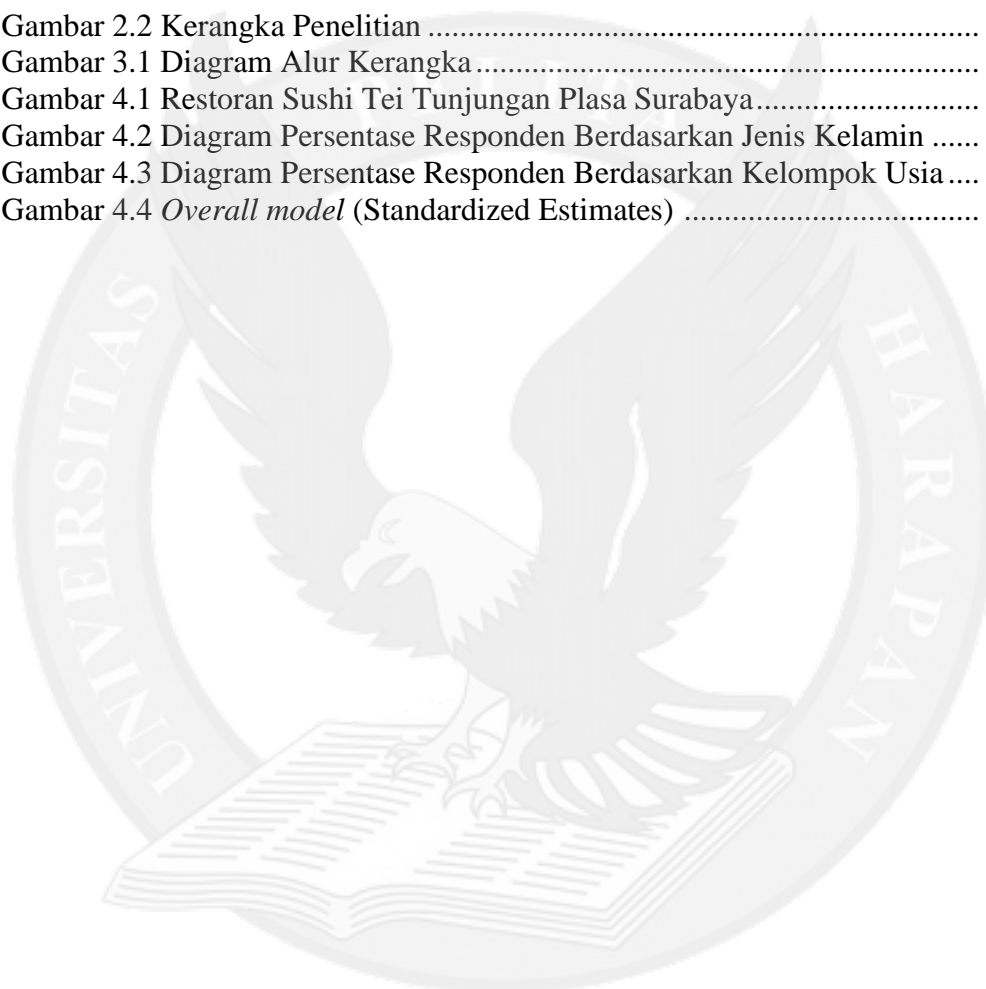 Gambar 2.2 Kerangka Penelitian ......................................................................
Gambar 3.1 Diagram Alur Kerangka................................................................
Gambar 4.1 Restoran Sushi Tei Tunjungan Plasa Surabaya............................
Gambar 4.2 Diagram Persentase Responden Berdasarkan Jenis Kelamin ......
Gambar 4.3 Diagram Persentase Responden Berdasarkan Kelompok Usia ....
Gambar 4.4 Overall model (Standardized Estimates) .....................................
PELITA
UNIVERSITAS
HARAPAN